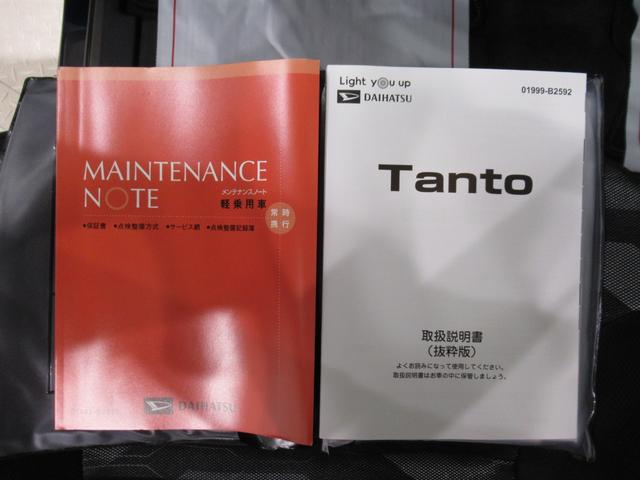 MAINTENANCE
NOTE
メンテナンスノート
軽乗用車
常時
携行
●保証書 ●点検整備方式 ●サービス網 ●点検整備記録簿
DAIHATSU
Light you up
DAIHATSU
01999-B2592
Tanto
取扱説明書
（抜粋版）
よくお読みになって使用してください。
取扱説明書はお車の中に保管しましょう。